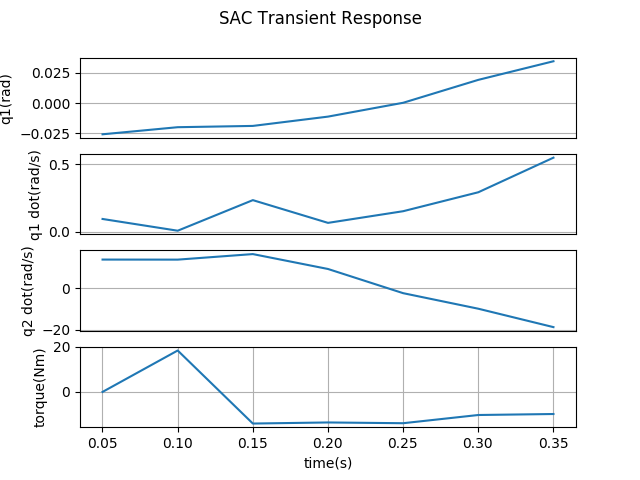 SAC Transient Response
q1(rad)
0.025
0.000
−0.025
q1 dot(rad/s)
0.5
0.0
q2 dot(rad/s)
0
−20
torque(Nm)
20
0
0.05 0.10 0.15 0.20 0.25 0.30 0.35
time(s)